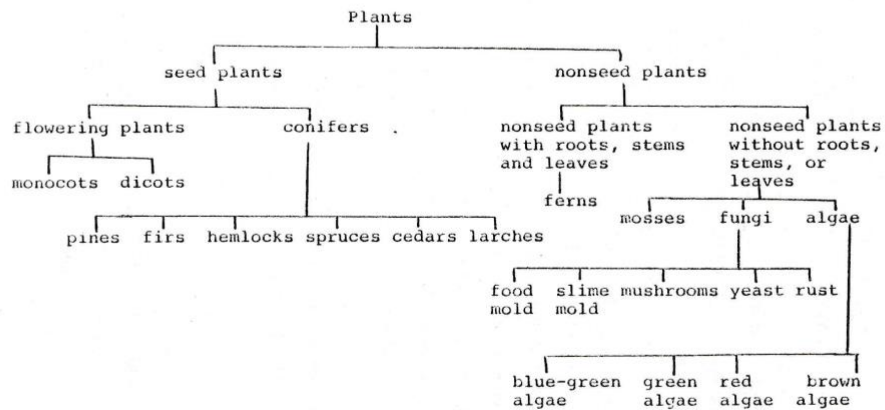 Plants
seed plants nonseed plants
flowering plants conifers . nonseed plants nonseed plants
with roots, stems without roots,
and leaves stems, or
monocots dicots leaves
ferns
mosses fungi algae
pines firs hemlocks spruces cedars larches
food slime mushrooms yeast rust
mold mold
blue-green green red brown
algae algae algae algae